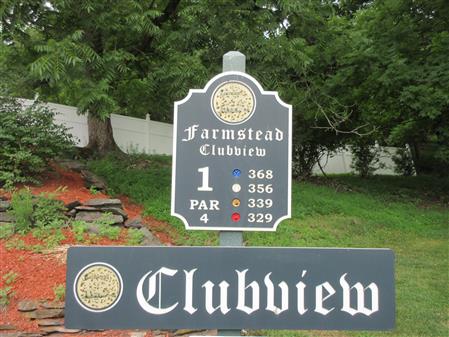 Farmstead
Clubview
1 368
356
PAR 339
4 329
Clubview